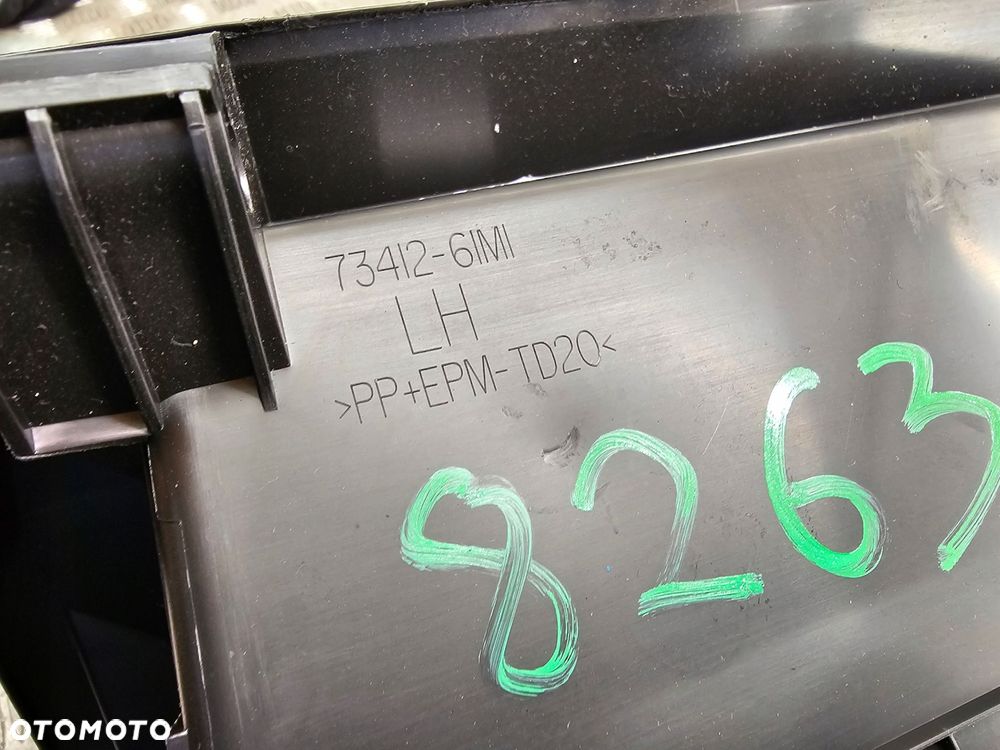 73412-61M1
LH
>PP+EPM-TD20<
8263
OTOMOTO